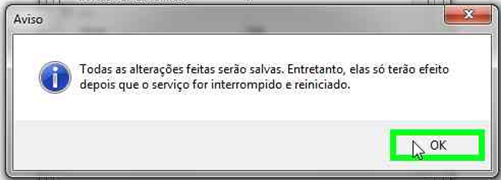 Aviso
Todas as alterações feitas serão salvas. Entretanto, elas só terão efeito
depois que o serviço for interrompido e reiniciado.
OK